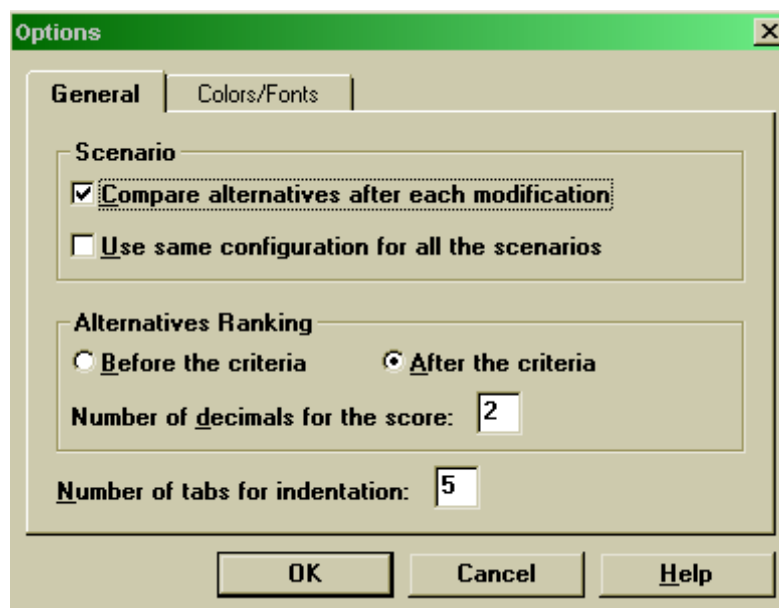 Options
General Colors/Fonts
Scenario
Compare alternatives after each modification
Use same configuration for all the scenarios
Alternatives Ranking
Before the criteria After the criteria
Number of decimals for the score: 2
Number of tabs for indentation: 5
OK Cancel Help